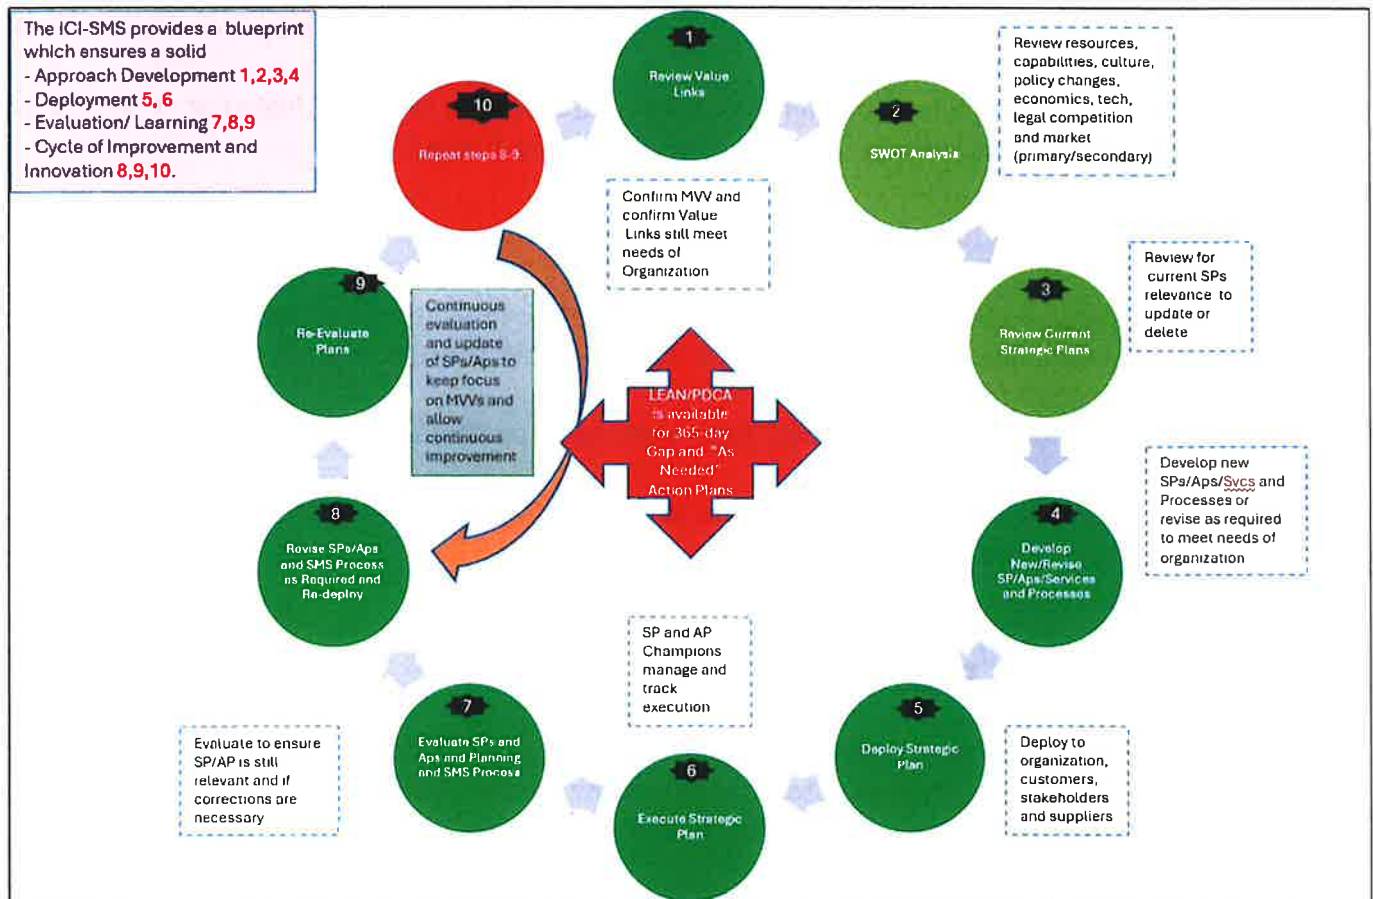 The ICI-SMS provides a blueprint
which ensures a solid
- Approach Development 1,2,3,4
- Deployment 5, 6
- Evaluation/ Learning 7,8,9
- Cycle of Improvement and
Innovation 8,9,10.
1
Review Value
Links
Confirm MVV and
confirm Value
Links still meet
needs of
Organization
2
SWOT Analysis
Review resources,
capabilities, culture,
policy changes,
economics, tech,
legal competition
and market
(primary/secondary)
3
Review Current
Strategic Plans
Review for
current SPs
relevance to
update or
delete
4
Develop
New/Revise
SP/Aps/Services
and Processes
Develop new
SPs/Aps/Svcs and
Processes or
revise as required
to meet needs of
organization
5
Deploy Strategic
Plan
Deploy to
organization,
customers,
stakeholders
and suppliers
6
Execute Strategic
Plan
SP and AP
Champions
manage and
track
execution
7
Evaluate SPs and
Aps and Planning
and SMS Process
Evaluate to ensure
SP/AP is still
relevant and if
corrections are
necessary
8
Revise SPs/Aps
and SMS Process
as Required and
Re-deploy
9
Re-Evaluate
Plans
Continuous
evaluation
and update
of SPs/Aps to
keep focus
on MVVs and
allow
continuous
improvement
10
Repeat steps 8-9
LEAN/PDCA
is available
for 365-day
Gap and "As
Needed"
Action Plans